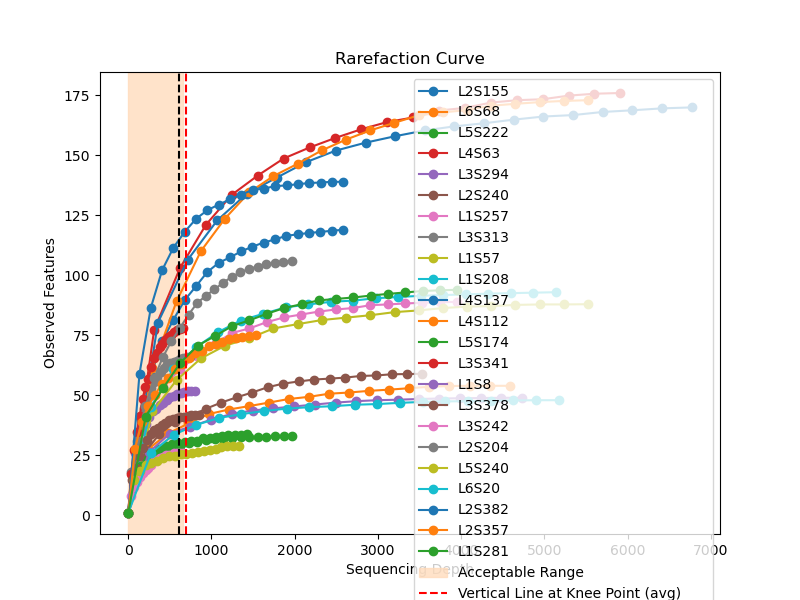 Rarefaction Curve
Observed Features
175
150
125
100
75
50
25
0
0 1000 2000 3000 4000 5000 6000 7000
Sequencing Depth
L2S155
L6S68
L5S222
L4S63
L3S294
L2S240
L1S257
L3S313
L1S57
L1S208
L4S137
L4S112
L5S174
L3S341
L1S8
L3S378
L3S242
L2S204
L5S240
L6S20
L2S382
L2S357
L1S281
Acceptable Range
Vertical Line at Knee Point (avg)